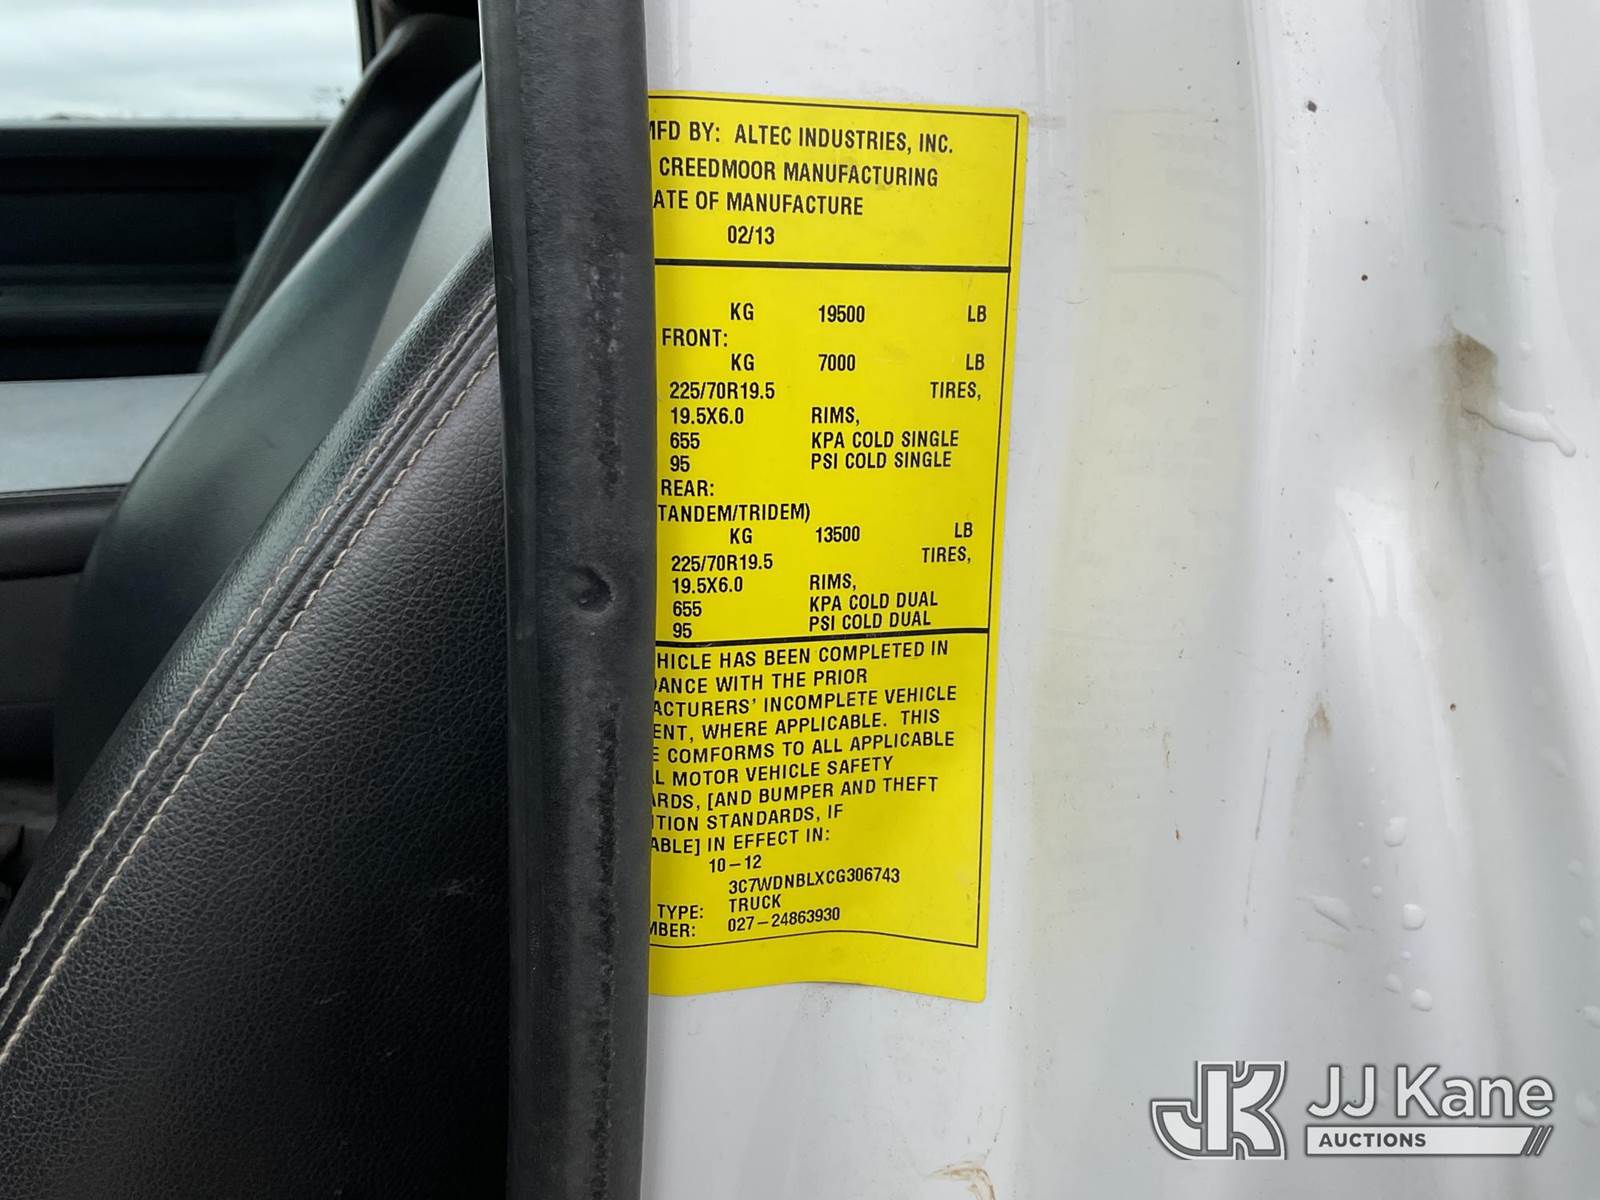 MFD BY: ALTEC INDUSTRIES, INC.
CREEDMOOR MANUFACTURING
ATE OF MANUFACTURE
02/13
KG 19500 LB
FRONT:
KG 7000 LB
225/70R19.5 TIRES,
19.5X6.0 RIMS,
655 KPA COLD SINGLE
95 PSI COLD SINGLE
REAR:
TANDEM/TRIDEM)
KG 13500 LB
225/70R19.5 TIRES,
19.5X6.0 RIMS,
655 KPA COLD DUAL
95 PSI COLD DUAL
HICLE HAS BEEN COMPLETED IN
DANCE WITH THE PRIOR
ACTURERS' INCOMPLETE VEHICLE
ENT, WHERE APPLICABLE. THIS
E COMFORMS TO ALL APPLICABLE
L MOTOR VEHICLE SAFETY
ARDS, [AND BUMPER AND THEFT
TION STANDARDS, IF
ABLE] IN EFFECT IN:
10-12
3C7WDNBLXCG306743
TYPE: TRUCK
MBER: 027-24863930
JK JJ Kane
AUCTIONS